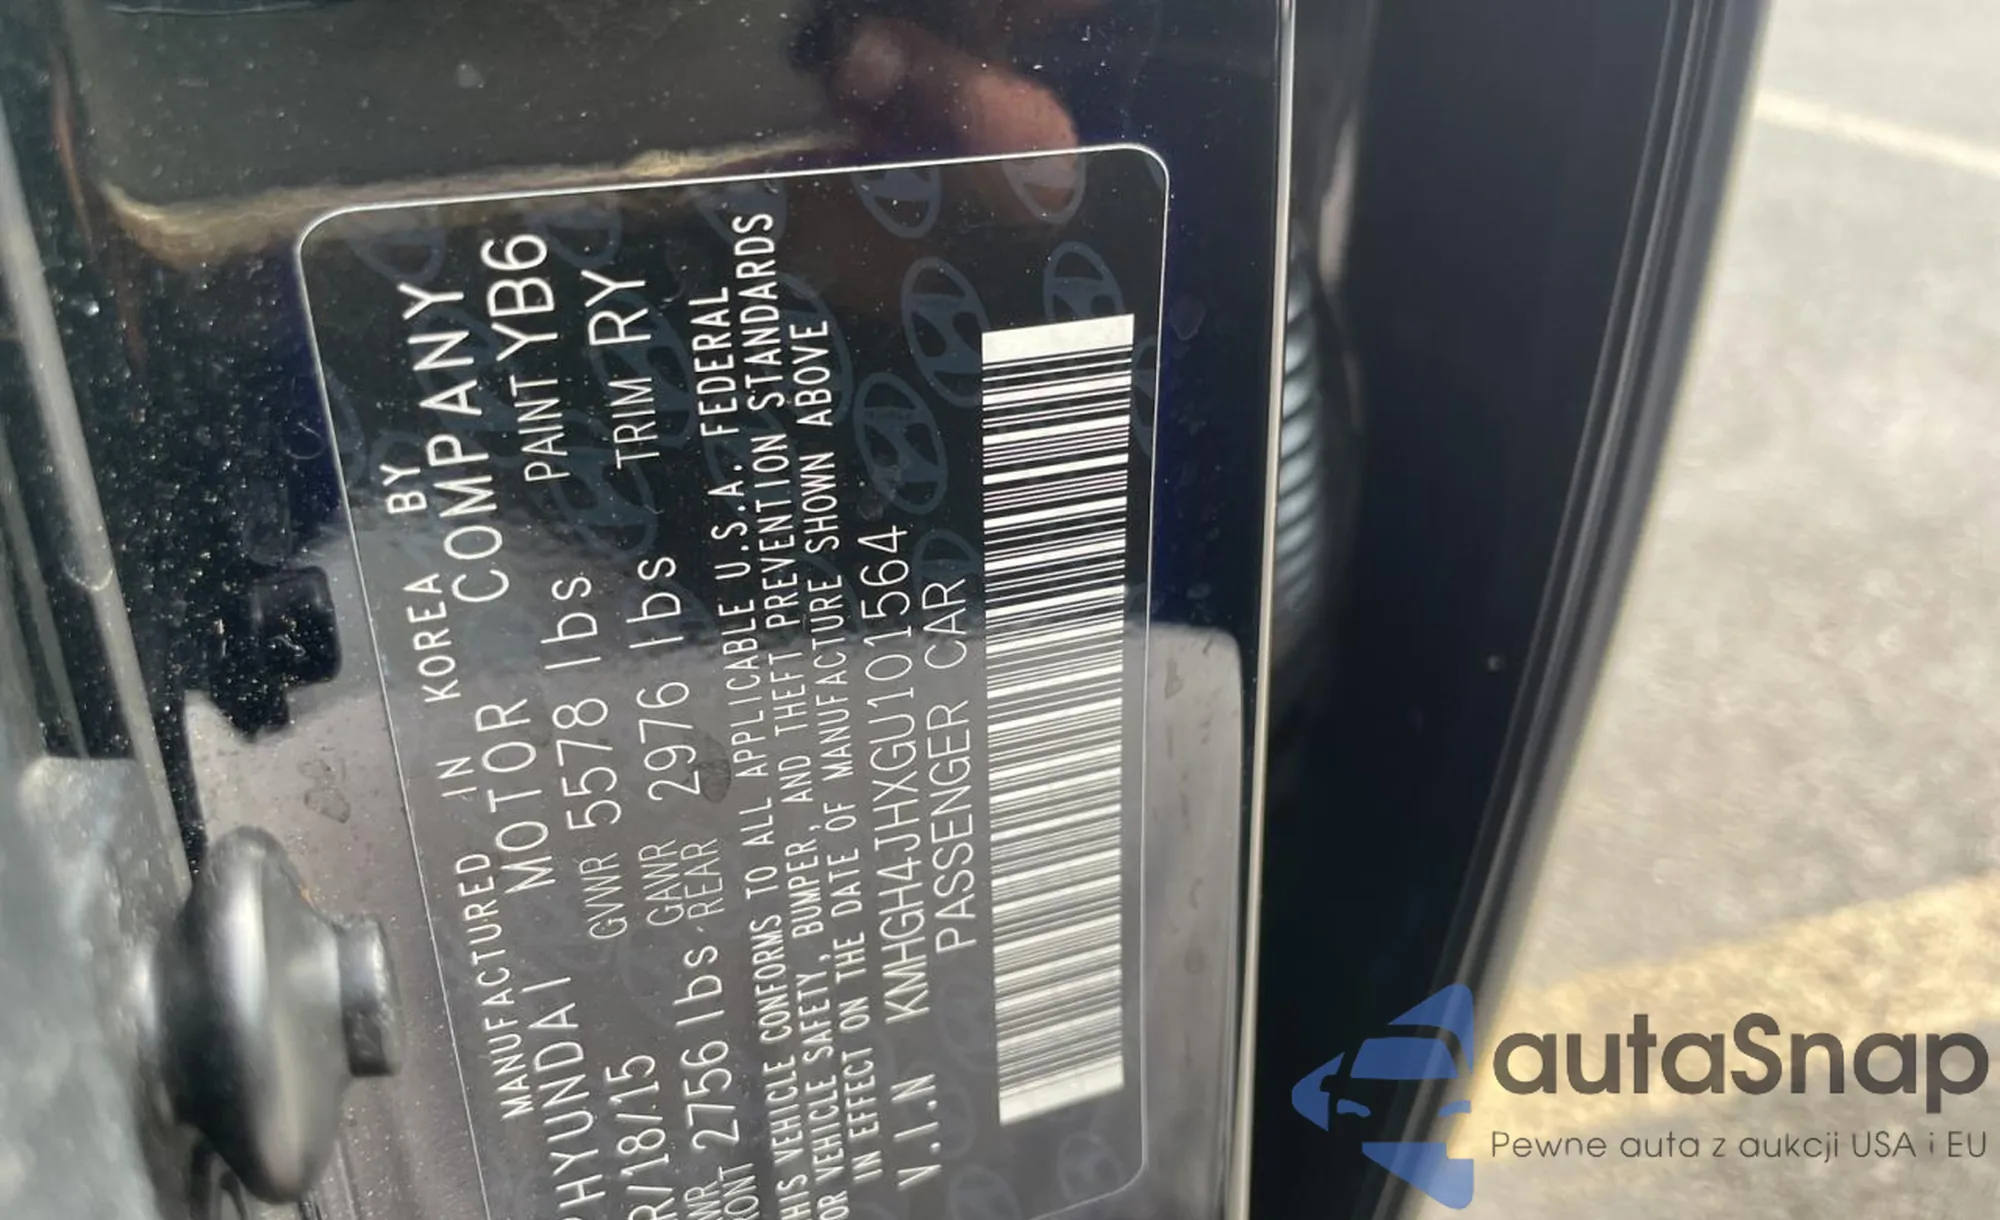 MANUFACTURED IN KOREA BY
HYUNDAI MOTOR COMPANY
/18/15 GVWR 5578 lbs PAINT YB6
2756 lbs GAWR REAR 2976 lbs TRIM RY
VEHICLE CONFORMS TO ALL APPLICABLE U.S.A. FEDERAL
VEHICLE SAFETY, BUMPER, AND THEFT PREVENTION STANDARDS
IN EFFECT ON THE DATE OF MANUFACTURE SHOWN ABOVE
V.I.N KMHGH4JHXGU101564
PASSENGER CAR
autaSnap
Pewne auta z aukcji USA i EU